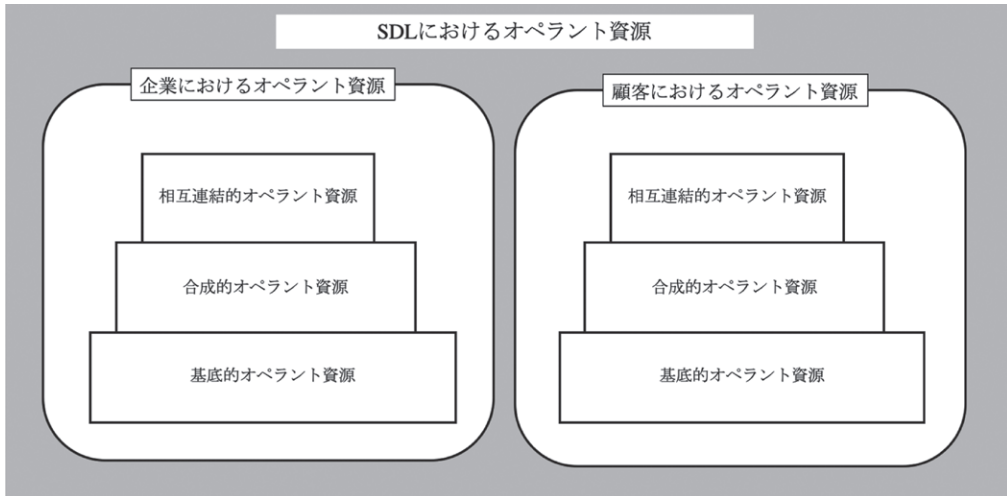 SDLにおけるオペラント資源
企業におけるオペラント資源
相互連結的オペラント資源
合成的オペラント資源
基底的オペラント資源
顧客におけるオペラント資源
相互連結的オペラント資源
合成的オペラント資源
基底的オペラント資源